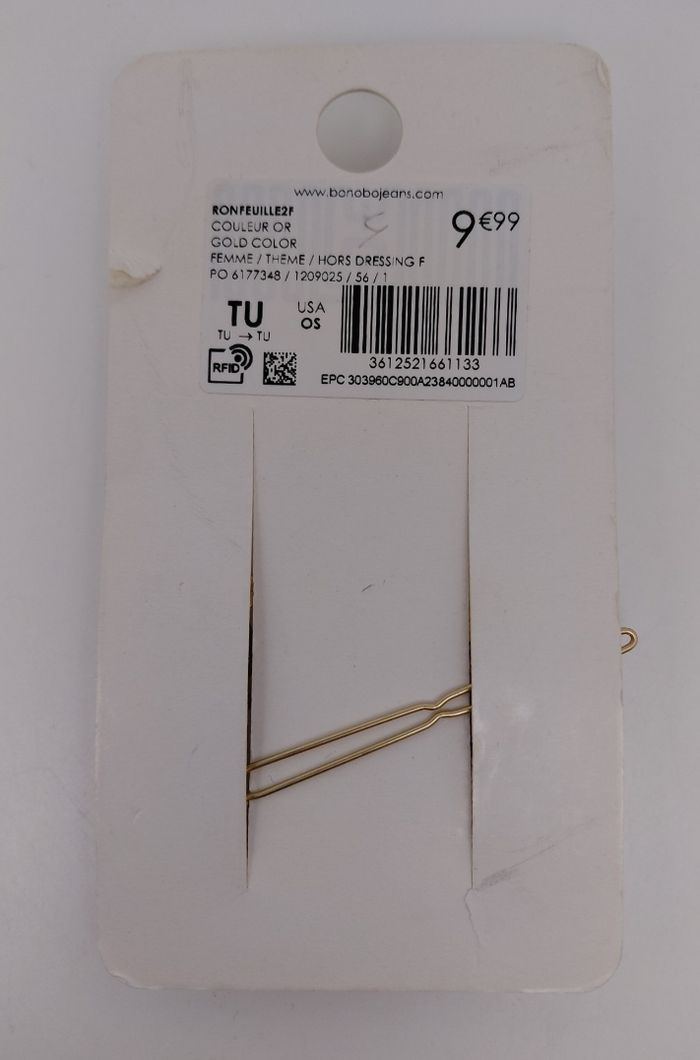 www.bonobojeans.com
RONFEUILLE2F
COULEUR OR
GOLD COLOR
9€99
FEMME / THEME / HORS DRESSING F
PO 6177348 / 1209025 / 56 / 1
TU
USA
OS
TU → TU
RFID
3612521661133
EPC 303960C900A23840000001AB